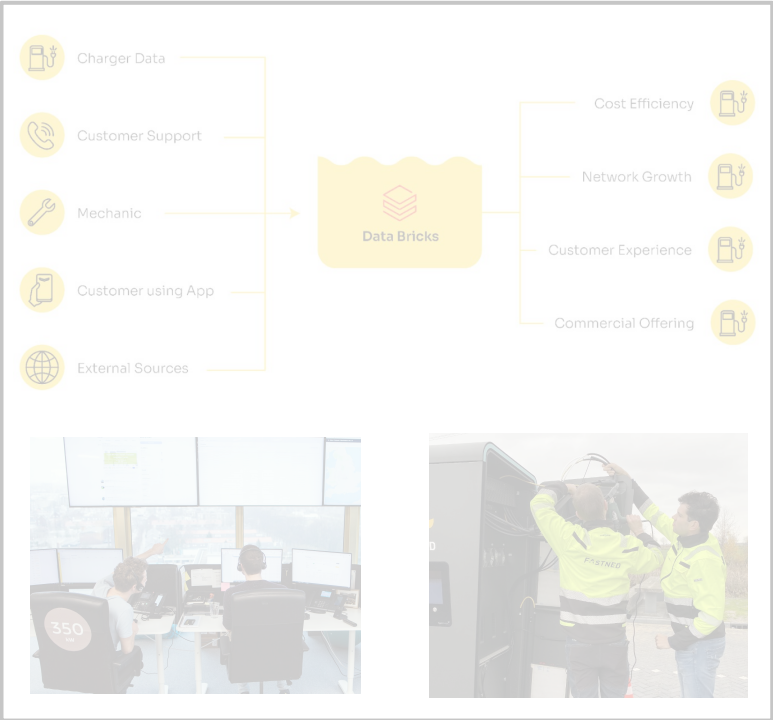 Charger Data
Customer Support
Mechanic
Customer using App
External Sources
Data Bricks
Cost Efficiency
Network Growth
Customer Experience
Commercial Offering
350
FASTNED